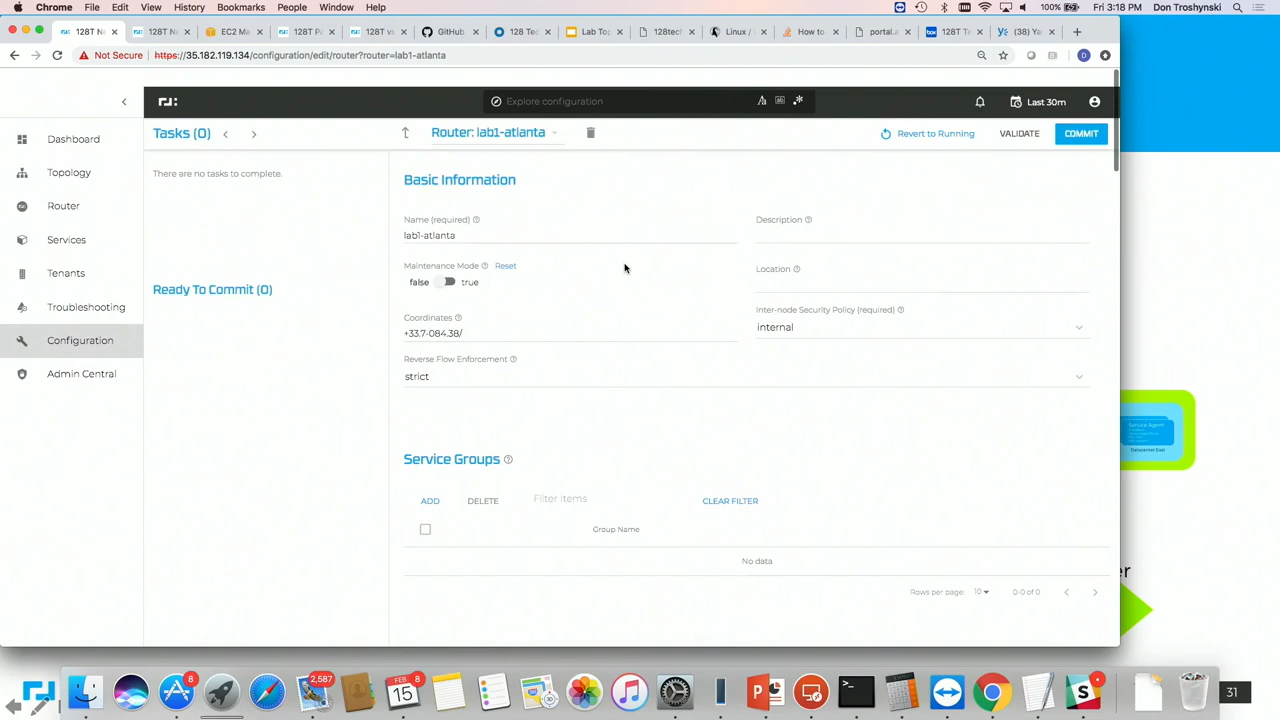 Chrome File Edit View History Bookmarks People Window Help 100% Fri 3:18 PM Don Troshynski
128T Ne 128T Ne EC2 Ma 128T P 128T vs GitHub 128 Tec Lab To 128tech Linux / How to portal.a 128T T (38) Ya
Not Secure https://35.182.119.134/configuration/edit/router?router=lab1-atlanta
Explore configuration Last 30m
Tasks (0) Router: lab1-atlanta Revert to Running VALIDATE COMMIT
Dashboard
Topology
Router
Services
Tenants
Troubleshooting
Configuration
Admin Central
There are no tasks to complete.
Ready To Commit (0)
Basic Information
Name (required) Description
lab1-atlanta
Maintenance Mode Reset Location
false true
Coordinates Inter-node Security Policy (required)
+33.7-084.38/ internal
Reverse Flow Enforcement
strict
Service Groups
ADD DELETE Filter Items CLEAR FILTER
Group Name
No data
Rows per page: 10 0-0 of 0
Service Agent
Datacenter East
er
8 2,587 FEB 15 8
31